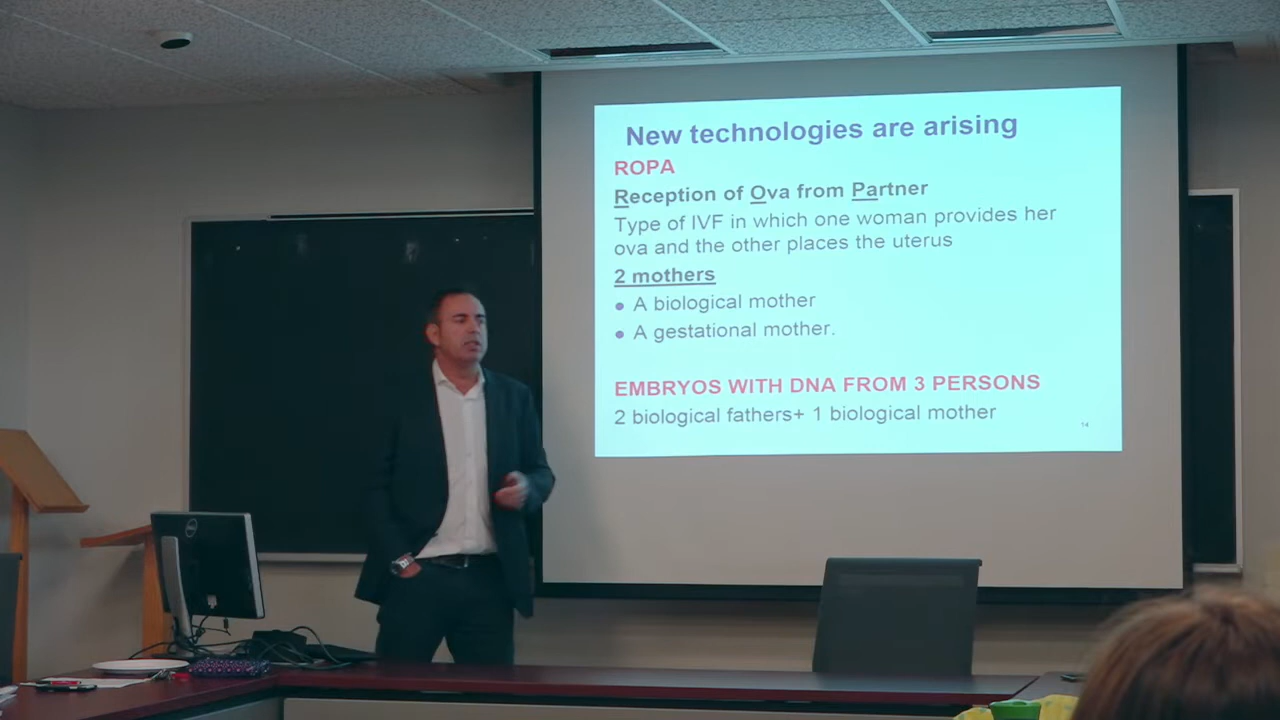 New technologies are arising
ROPA
Reception of Ova from Partner
Type of IVF in which one woman provides her
ova and the other places the uterus
2 mothers
● A biological mother
● A gestational mother.
EMBRYOS WITH DNA FROM 3 PERSONS
2 biological fathers+ 1 biological mother
14
DELL